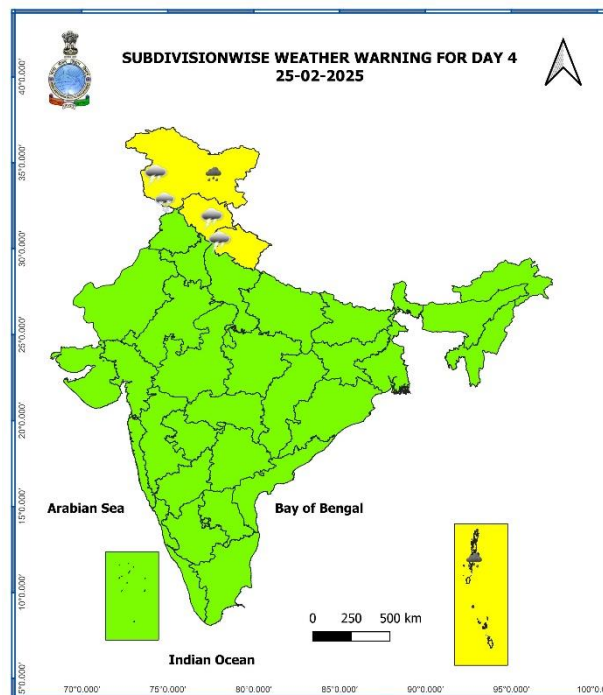 SUBDIVISIONWISE WEATHER WARNING FOR DAY 4
25-02-2025
40°0.000'
35°0.000'
30°0.000'
25°0.000'
20°0.000'
15°0.000'
10°0.000'
5°0.000'
Arabian Sea
Bay of Bengal
0 250 500 km
Indian Ocean
70°0.000' 75°0.000' 80°0.000' 85°0.000' 90°0.000' 95°0.000' 100°0.0